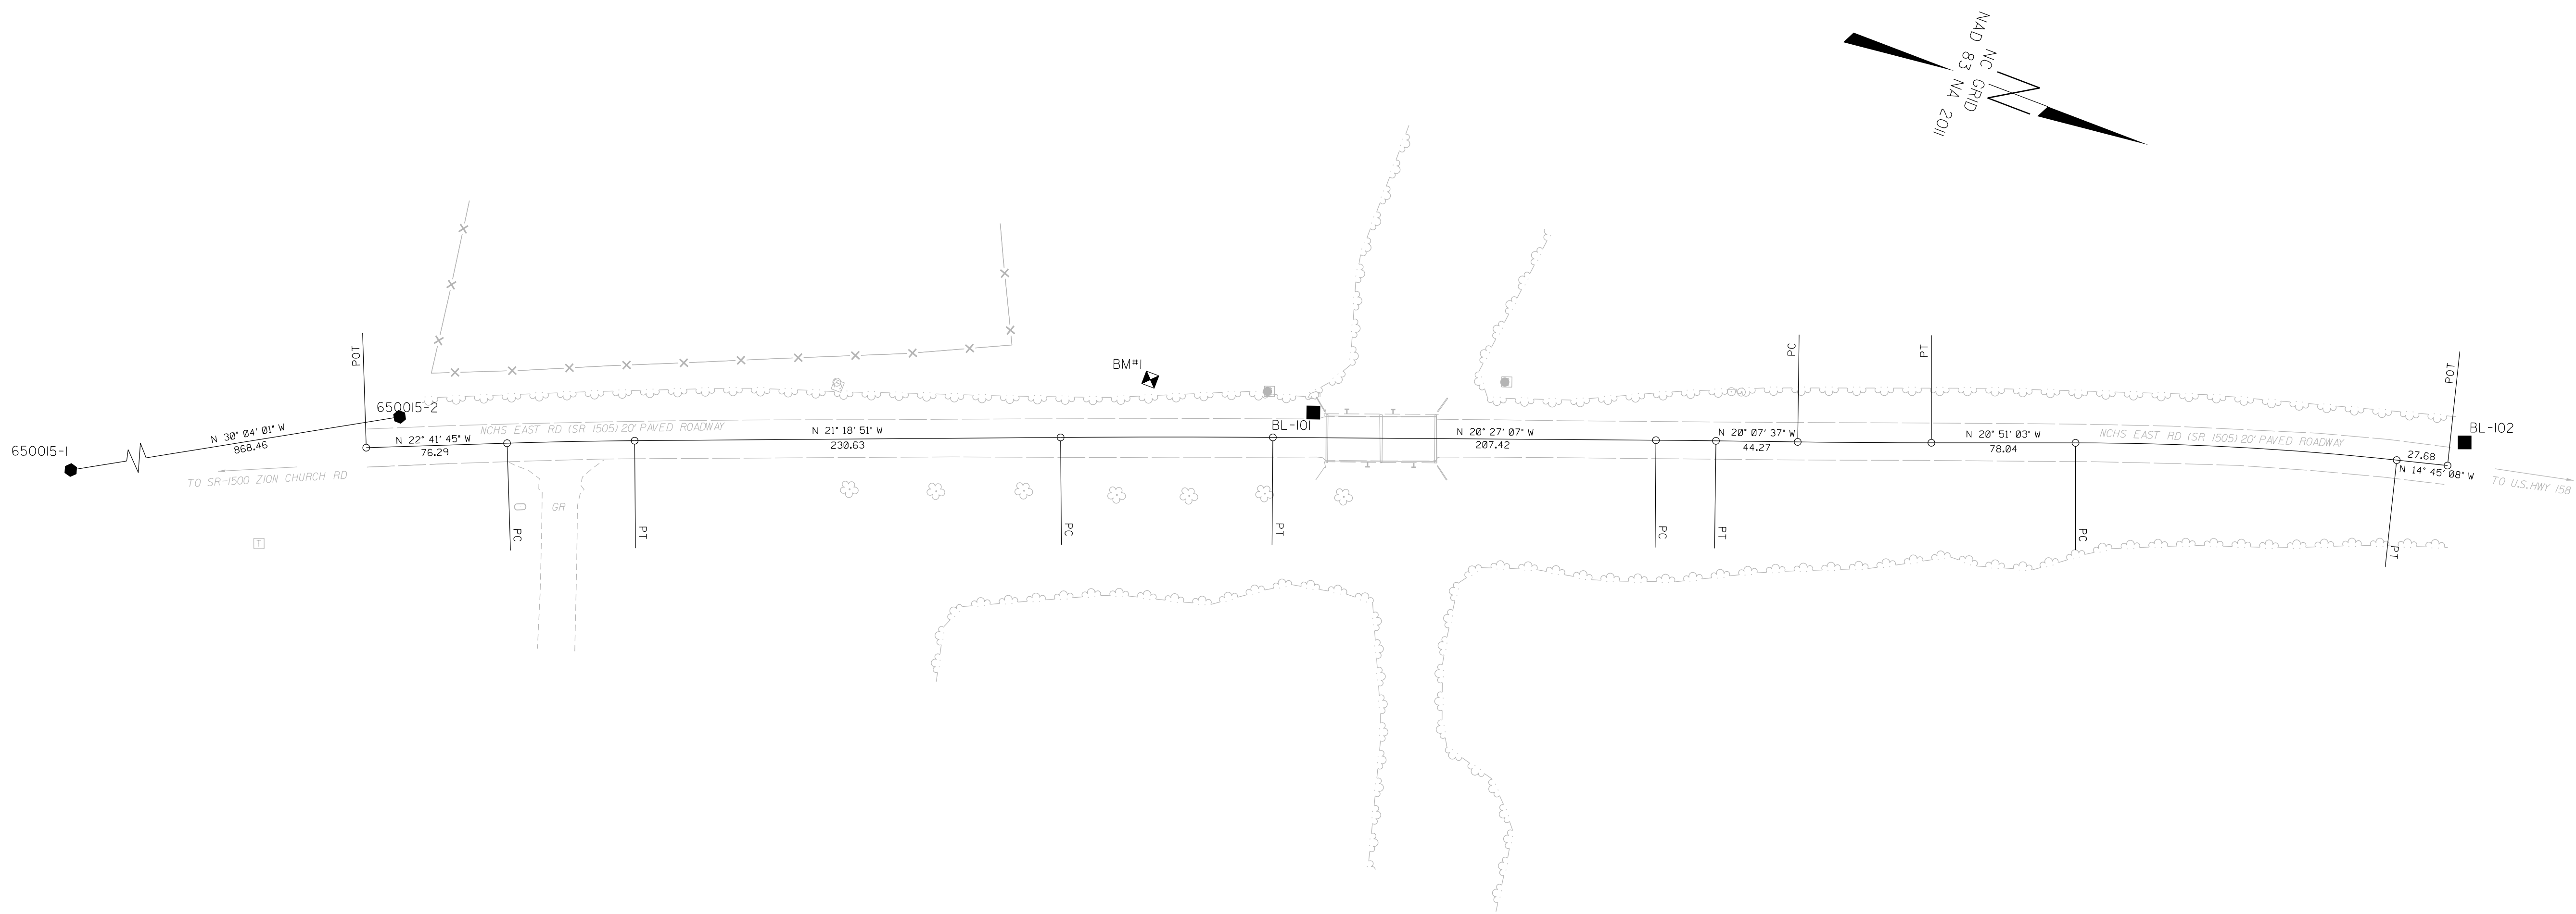 NC GRID
NAD 83 NA 2011
650015-1
N 30° 04' 01" W
868.46
650015-2
POT
N 22° 41' 45" W
76.29
NCHS EAST RD (SR 1505) 20' PAVED ROADWAY
TO SR-1500 ZION CHURCH RD
T
PC
GR
PT
N 21° 18' 51" W
230.63
PC
BM#1
PT
BL-101
N 20° 27' 07" W
207.42
PC
PT
N 20° 07' 37" W
44.27
PC
PT
N 20° 51' 03" W
78.04
PC
NCHS EAST RD (SR 1505) 20' PAVED ROADWAY
PT
27.68
N 14° 45' 08" W
POT
BL-102
TO U.S.HWY 158